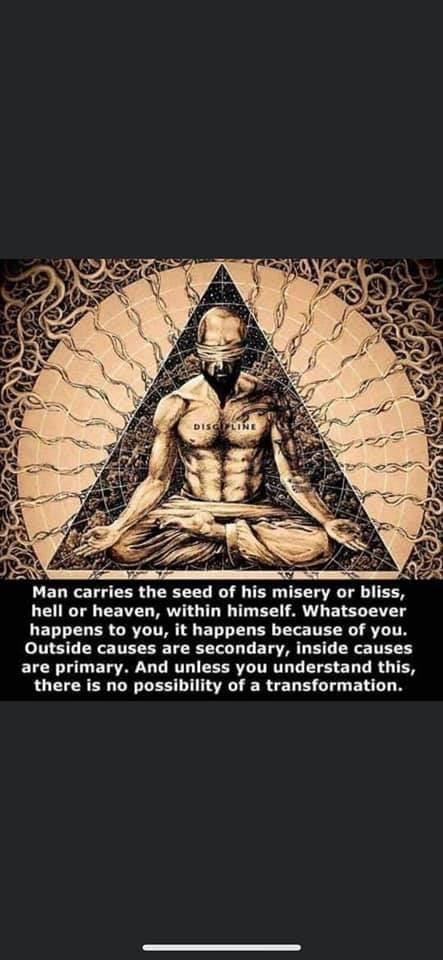 DISCIPLINE
Man carries the seed of his misery or bliss,
hell or heaven, within himself. Whatsoever
happens to you, it happens because of you.
Outside causes are secondary, inside causes
are primary. And unless you understand this,
there is no possibility of a transformation.